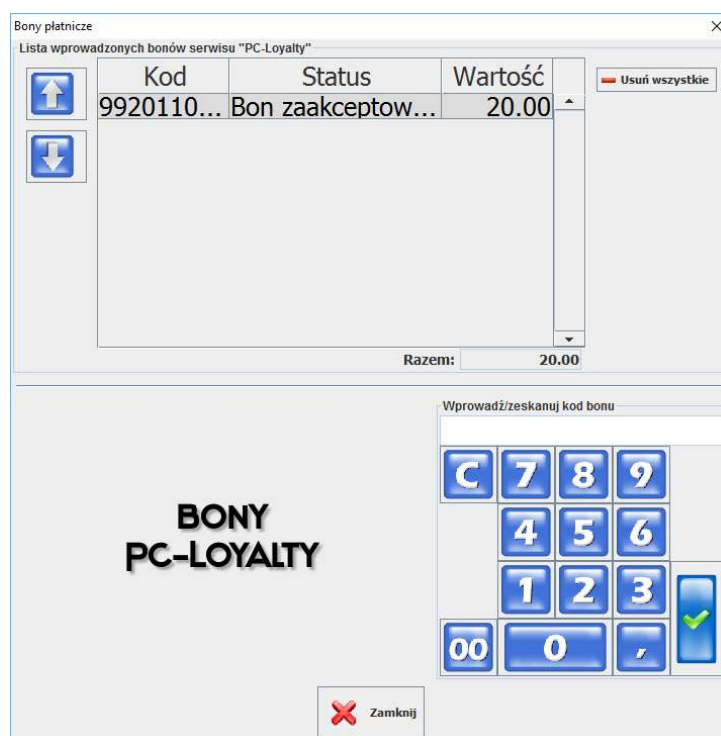 Bony płatnicze
Lista wprowadzonych bonów serwisu "PC-Loyalty"
Kod Status Wartość
Usuń wszystkie
9920110... Bon zaakceptow... 20.00
Razem: 20.00
Wprowadź/zeskanuj kod bonu
C 7 8 9
BONY
PC-LOYALTY
4 5 6
1 2 3
00 0 ,
Zamknij